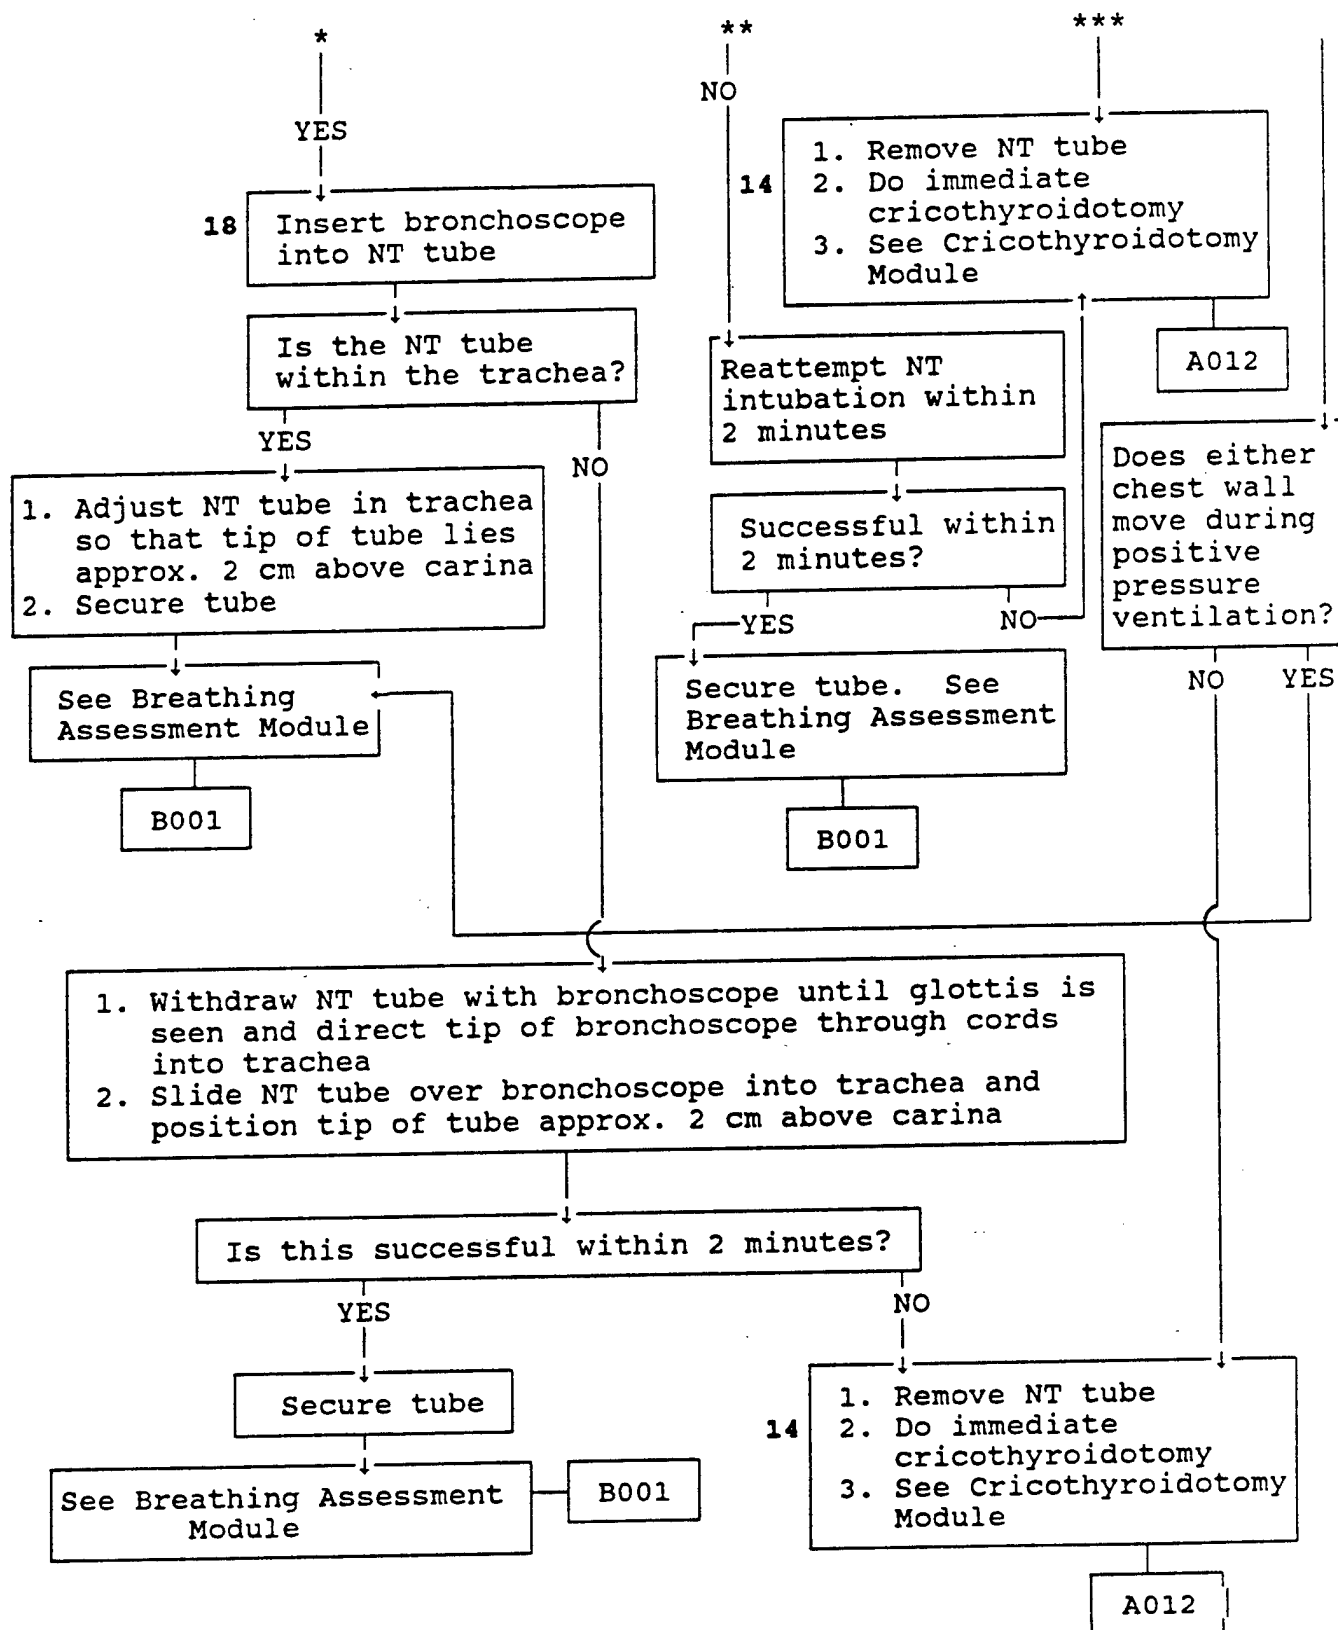 *
**
***
YES
NO
18
Insert bronchoscope
into NT tube
14
1. Remove NT tube
2. Do immediate
cricothyroidotomy
3. See Cricothyroidotomy
Module
A012
Is the NT tube
within the trachea?
YES
NO
Reattempt NT
intubation within
2 minutes
Does either
chest wall
move during
positive
pressure
ventilation?
1. Adjust NT tube in trachea
so that tip of tube lies
approx. 2 cm above carina
2. Secure tube
Successful within
2 minutes?
YES
NO
NO
YES
See Breathing
Assessment Module
B001
Secure tube. See
Breathing Assessment
Module
B001
1. Withdraw NT tube with bronchoscope until glottis is
seen and direct tip of bronchoscope through cords
into trachea
2. Slide NT tube over bronchoscope into trachea and
position tip of tube approx. 2 cm above carina
Is this successful within 2 minutes?
YES
NO
Secure tube
See Breathing Assessment
Module
B001
14
1. Remove NT tube
2. Do immediate
cricothyroidotomy
3. See Cricothyroidotomy
Module
A012